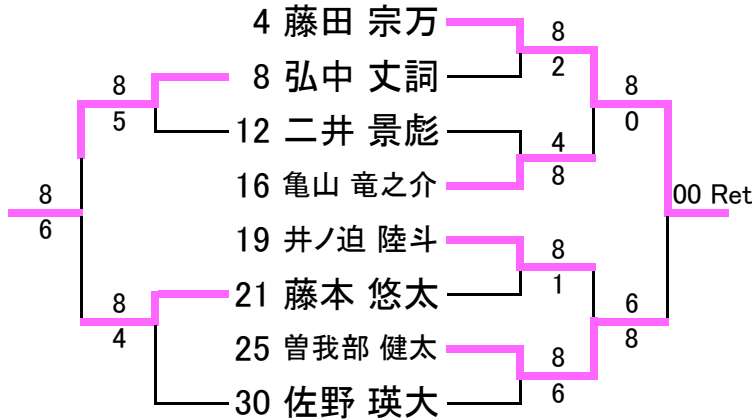 4 藤田 宗万
8 弘中 丈詞
12 二井 景彪
16 亀山 竜之介
19 井ノ迫 陸斗
21 藤本 悠太
25 曽我部 健太
30 佐野 瑛大
8
5
8
6
8
4
8
2
4
8
8
0
00 Ret
8
1
6
8
8
6